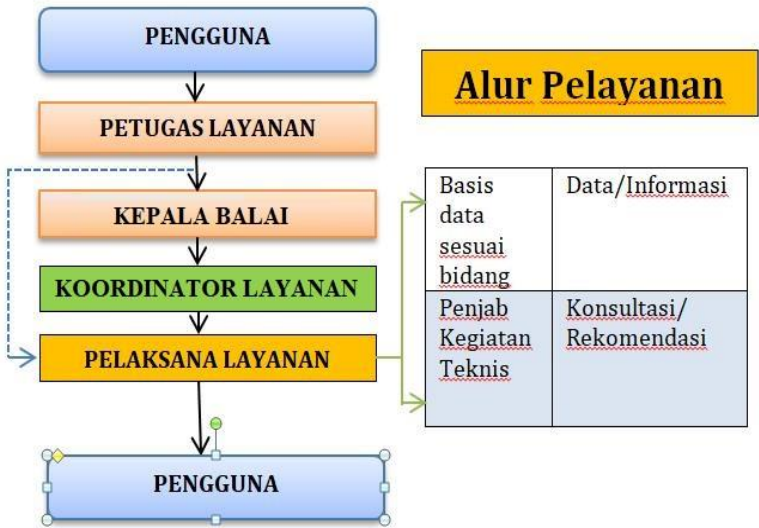 PENGGUNA
Alur Pelayanan
PETUGAS LAYANAN
KEPALA BALAI
KOORDINATOR LAYANAN
PELAKSANA LAYANAN
PENGGUNA
Basis
data
sesuai
bidang
Data/Informasi
Penjab
Kegiatan
Teknis
Konsultasi/
Rekomendasi